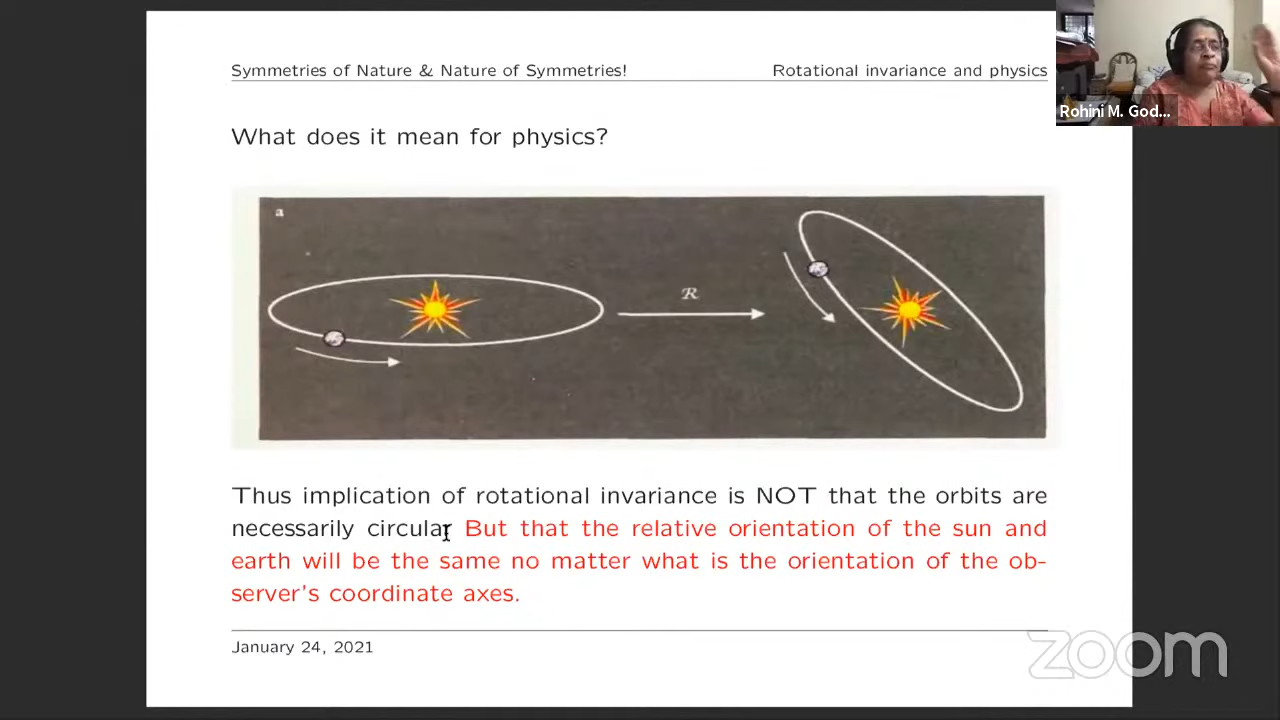 Symmetries of Nature & Nature of Symmetries!
Rotational invariance and physics
Rohini M. God...
What does it mean for physics?
a
R
Thus implication of rotational invariance is NOT that the orbits are
necessarily circular But that the relative orientation of the sun and
earth will be the same no matter what is the orientation of the ob-
server's coordinate axes.
January 24, 2021
zoom